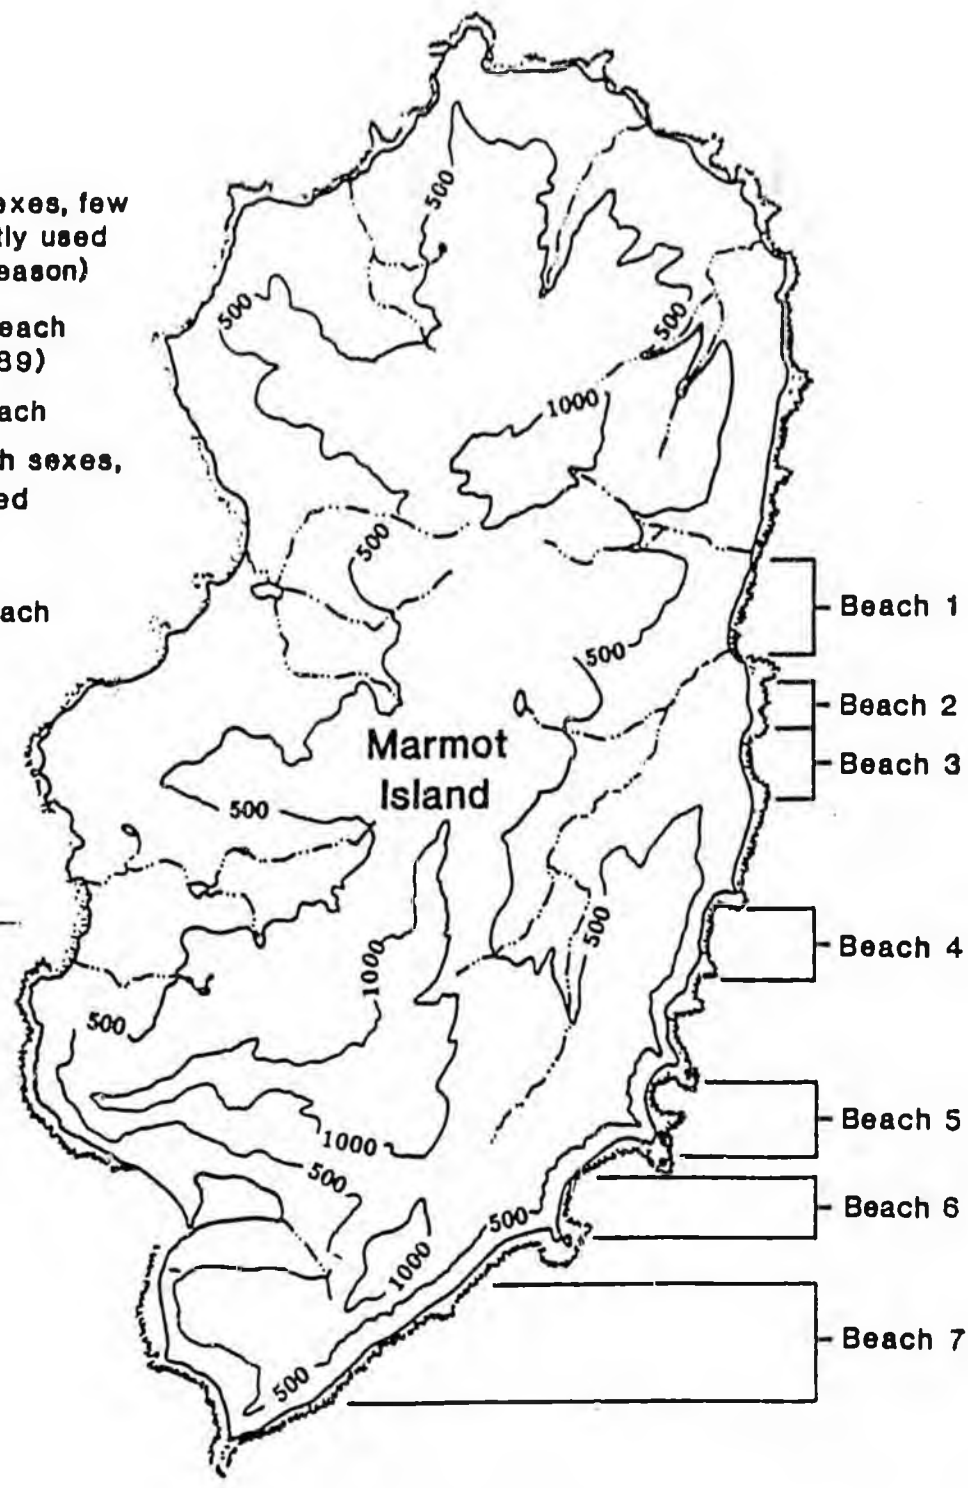 exes, few
tly used
eason)
each
89)
ach
h sexes,
ed
ach
500
500
500
1000
500
Beach 1
500
Beach 2
Marmot
Island
Beach 3
500
500
Beach 4
1000
500
Beach 5
1000
500
Beach 6
500
1000
Beach 7
500